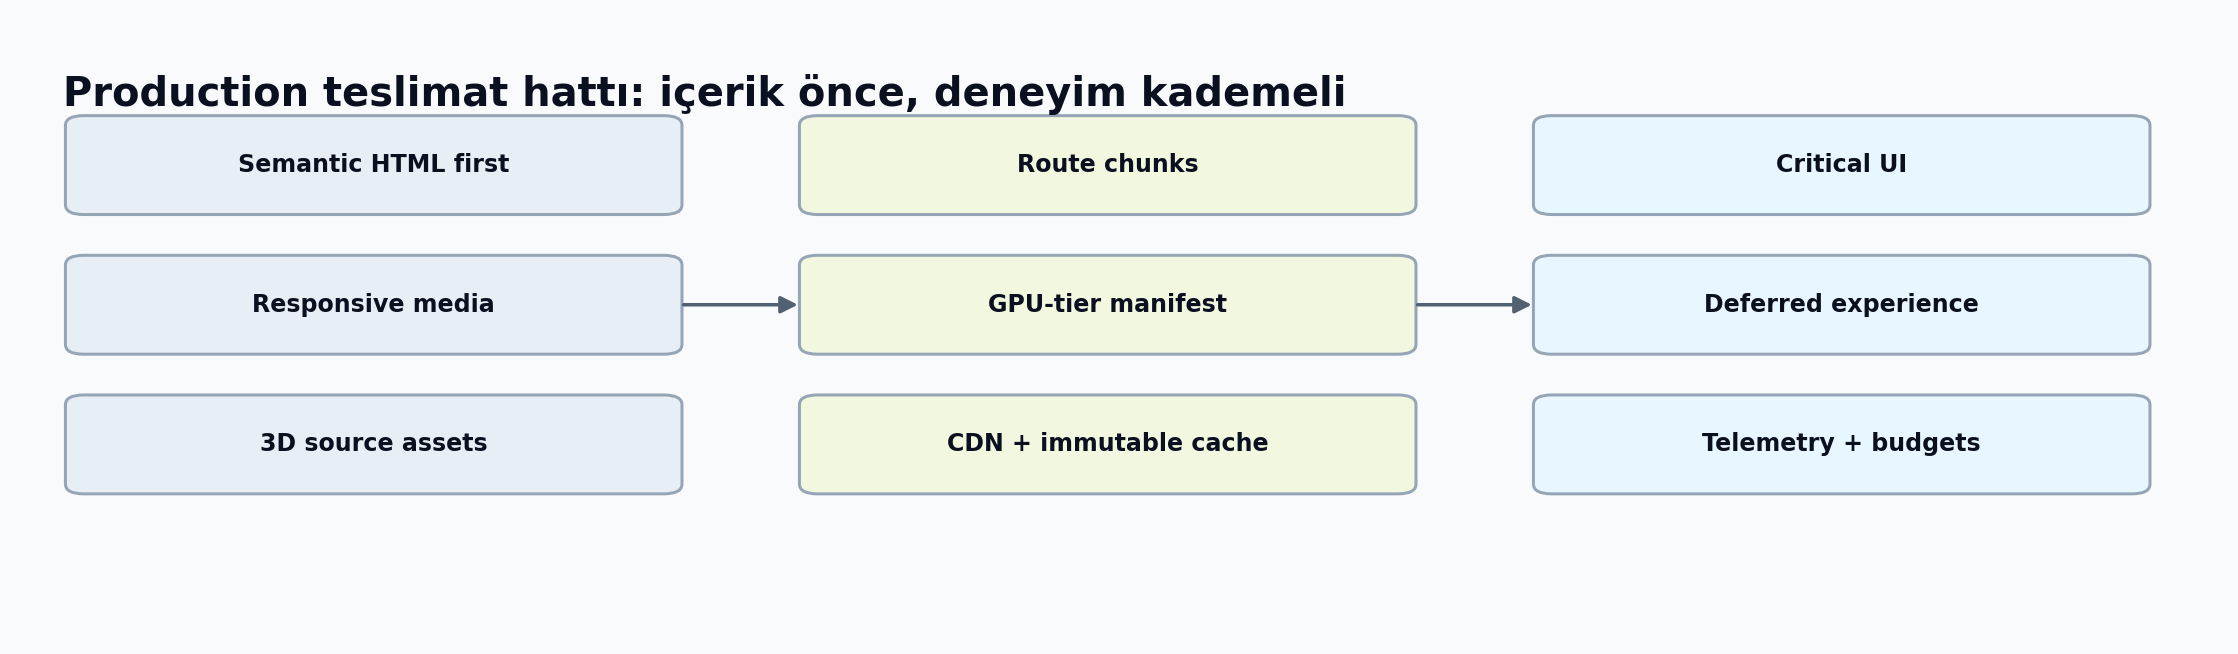 Production teslimat hattı: içerik önce, deneyim kademeli
Semantic HTML first
Route chunks
Critical UI
Responsive media
GPU-tier manifest
Deferred experience
3D source assets
CDN + immutable cache
Telemetry + budgets